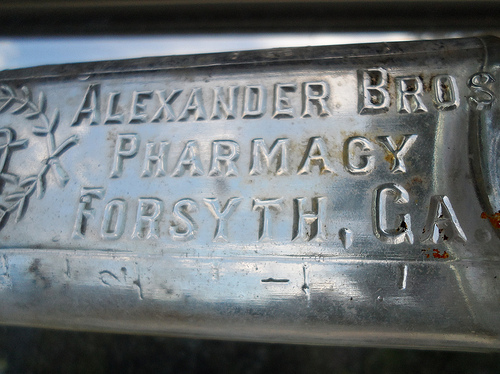 ALEXANDER BROS
PHARMACY
FORSYTH, GA.